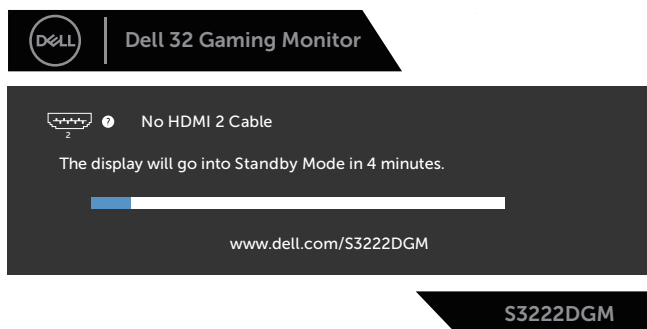 DELL
Dell 32 Gaming Monitor
? No HDMI 2 Cable
2
The display will go into Standby Mode in 4 minutes.
www.dell.com/S3222DGM
S3222DGM